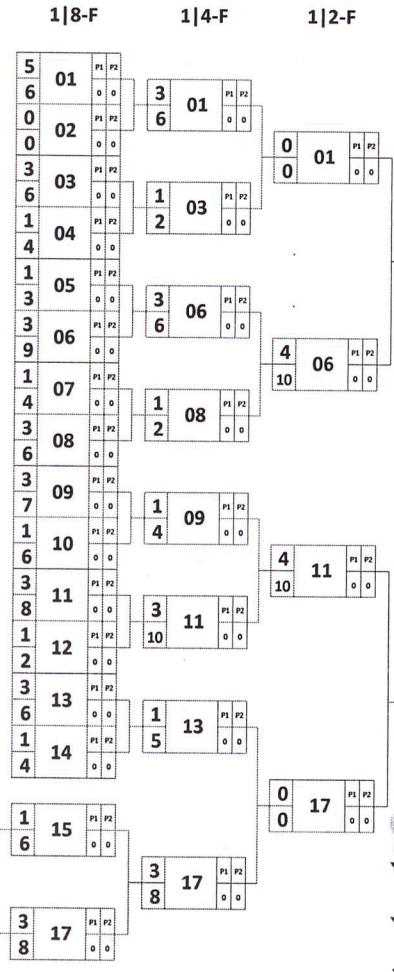 1|8-F 1|4-F 1|2-F
5 6 01 P1 P2 0 0
0 0 02 P1 P2 0 0
3 6 01 P1 P2 0 0
0 0 01 P1 P2 0 0
3 6 03 P1 P2 0 0
1 4 04 P1 P2 0 0
1 2 03 P1 P2 0 0
1 3 05 P1 P2 0 0
3 9 06 P1 P2 0 0
3 6 06 P1 P2 0 0
4 10 06 P1 P2 0 0
1 4 07 P1 P2 0 0
3 6 08 P1 P2 0 0
1 2 08 P1 P2 0 0
3 7 09 P1 P2 0 0
1 6 10 P1 P2 0 0
1 4 09 P1 P2 0 0
4 10 11 P1 P2 0 0
3 8 11 P1 P2 0 0
1 2 12 P1 P2 0 0
3 10 11 P1 P2 0 0
3 6 13 P1 P2 0 0
1 4 14 P1 P2 0 0
1 5 13 P1 P2 0 0
0 0 17 P1 P2 0 0
1 6 15 P1 P2 0 0
3 8 17 P1 P2 0 0
3 8 17 P1 P2 0 0